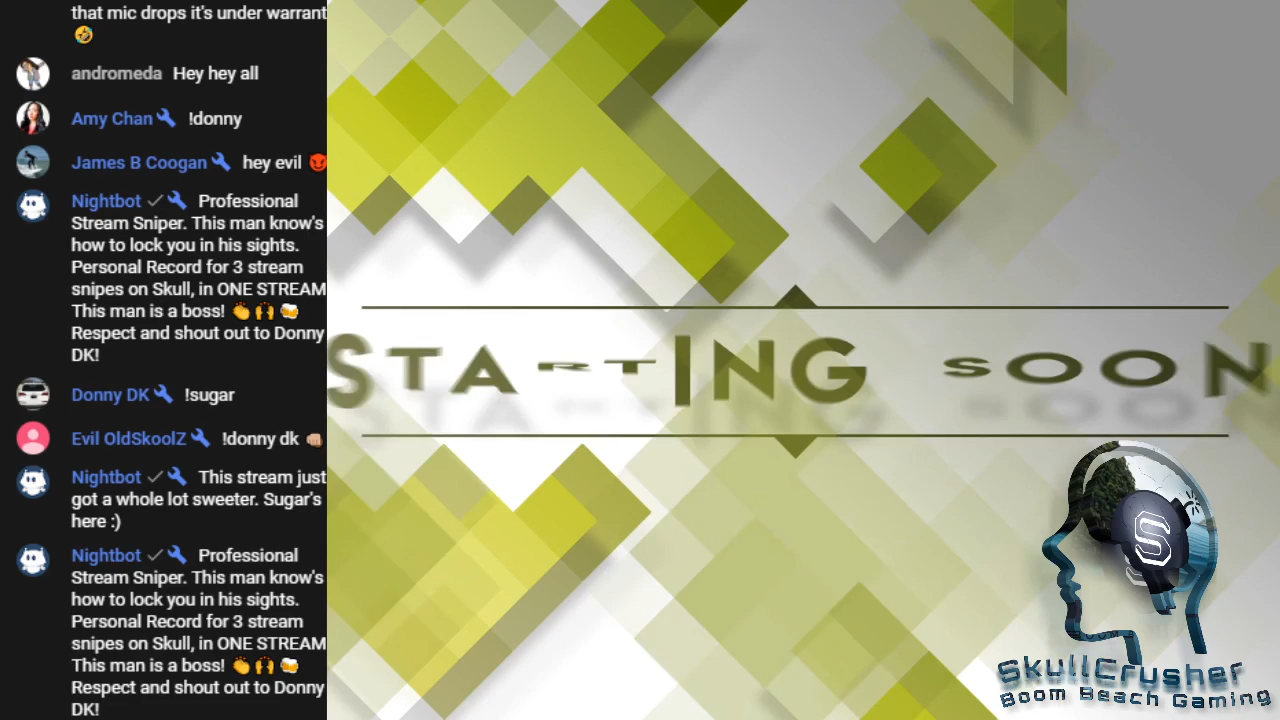 that mic drops it's under warrant
🤣
andromeda Hey hey all
Amy Chan !donny
James B Coogan hey evil 😈
Nightbot Professional
Stream Sniper. This man know's
how to lock you in his sights.
Personal Record for 3 stream
snipes on Skull, in ONE STREAM
This man is a boss! 👏 🙌 🍻
Respect and shout out to Donny
DK!
Donny DK !sugar
Evil OldSkoolZ !donny dk 👊🏼
Nightbot This stream just
got a whole lot sweeter. Sugar's
here :)
Nightbot Professional
Stream Sniper. This man know's
how to lock you in his sights.
Personal Record for 3 stream
snipes on Skull, in ONE STREAM
This man is a boss! 👏 🙌 🍻
Respect and shout out to Donny
DK!
STARTING SOON
S
SkullCrusher
Boom Beach Gaming